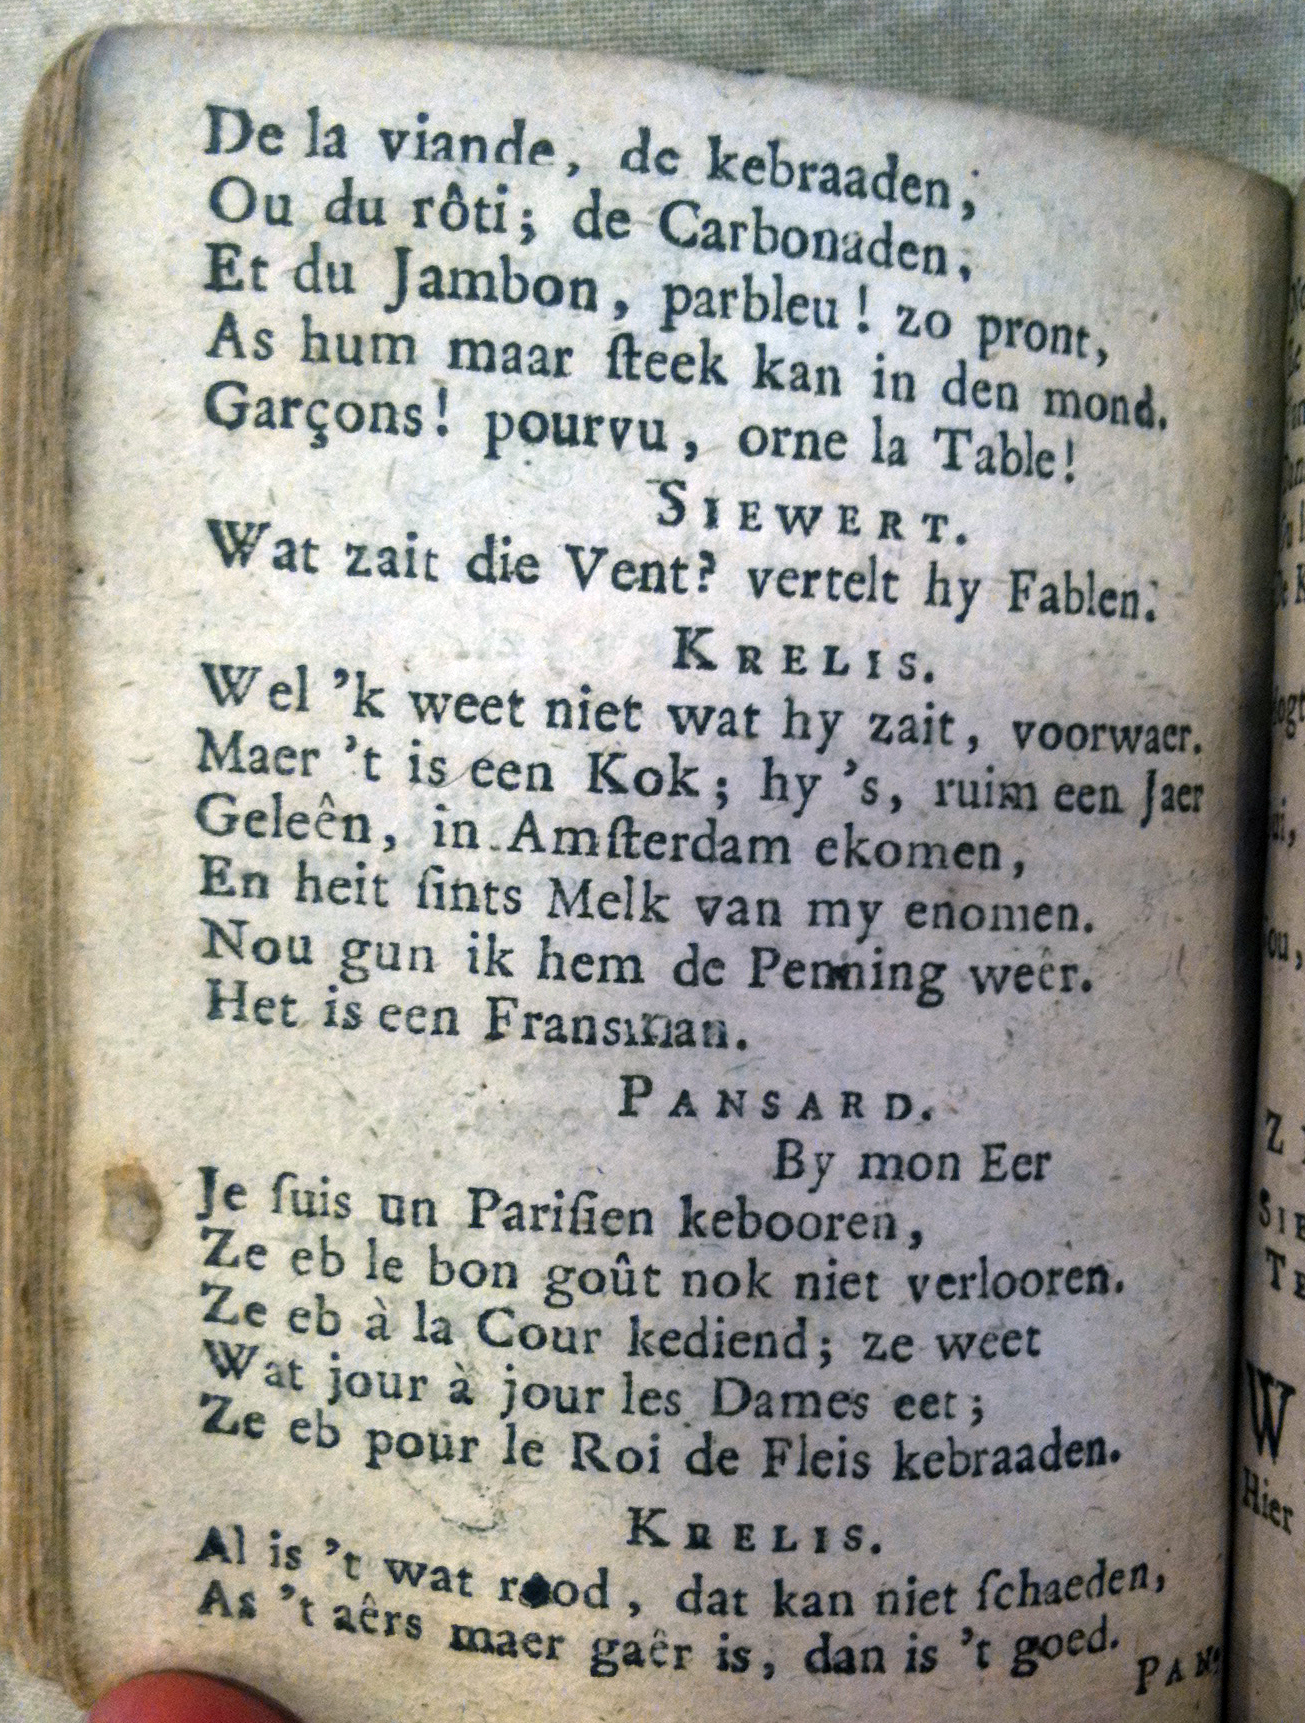 De la viande, de kebraaden,
Ou du rôti; de Carbonaden,
Et du Jambon, parbleu! zo pront,
As hum maar ſteek kan in den mond.
Garçons! pourvu, orne la Table!
SIEWERT.
Wat zait die Vent? vertelt hy Fablen.
KRELIS.
Wel 'k weet niet wat hy zait, voorwaer.
Maer 't is een Kok; hy 's, ruim een Jaer
Geleên, in Amſterdam ekomen,
En heit ſints Melk van my enomen.
Nou gun ik hem de Penning weêr.
Het is een Fransman.
PANSARD.
By mon Eer
Je ſuis un Pariſien kebooren,
Ze eb le bon goût nok niet verlooren.
Ze eb à la Cour kediend; ze weet
Wat jour à jour les Dames eet;
Ze eb pour le Roi de Fleis kebraaden.
KRELIS.
Al is 't wat rood, dat kan niet ſchaeden,
As 't aêrs maer gaêr is, dan is 't goed.
PAN-